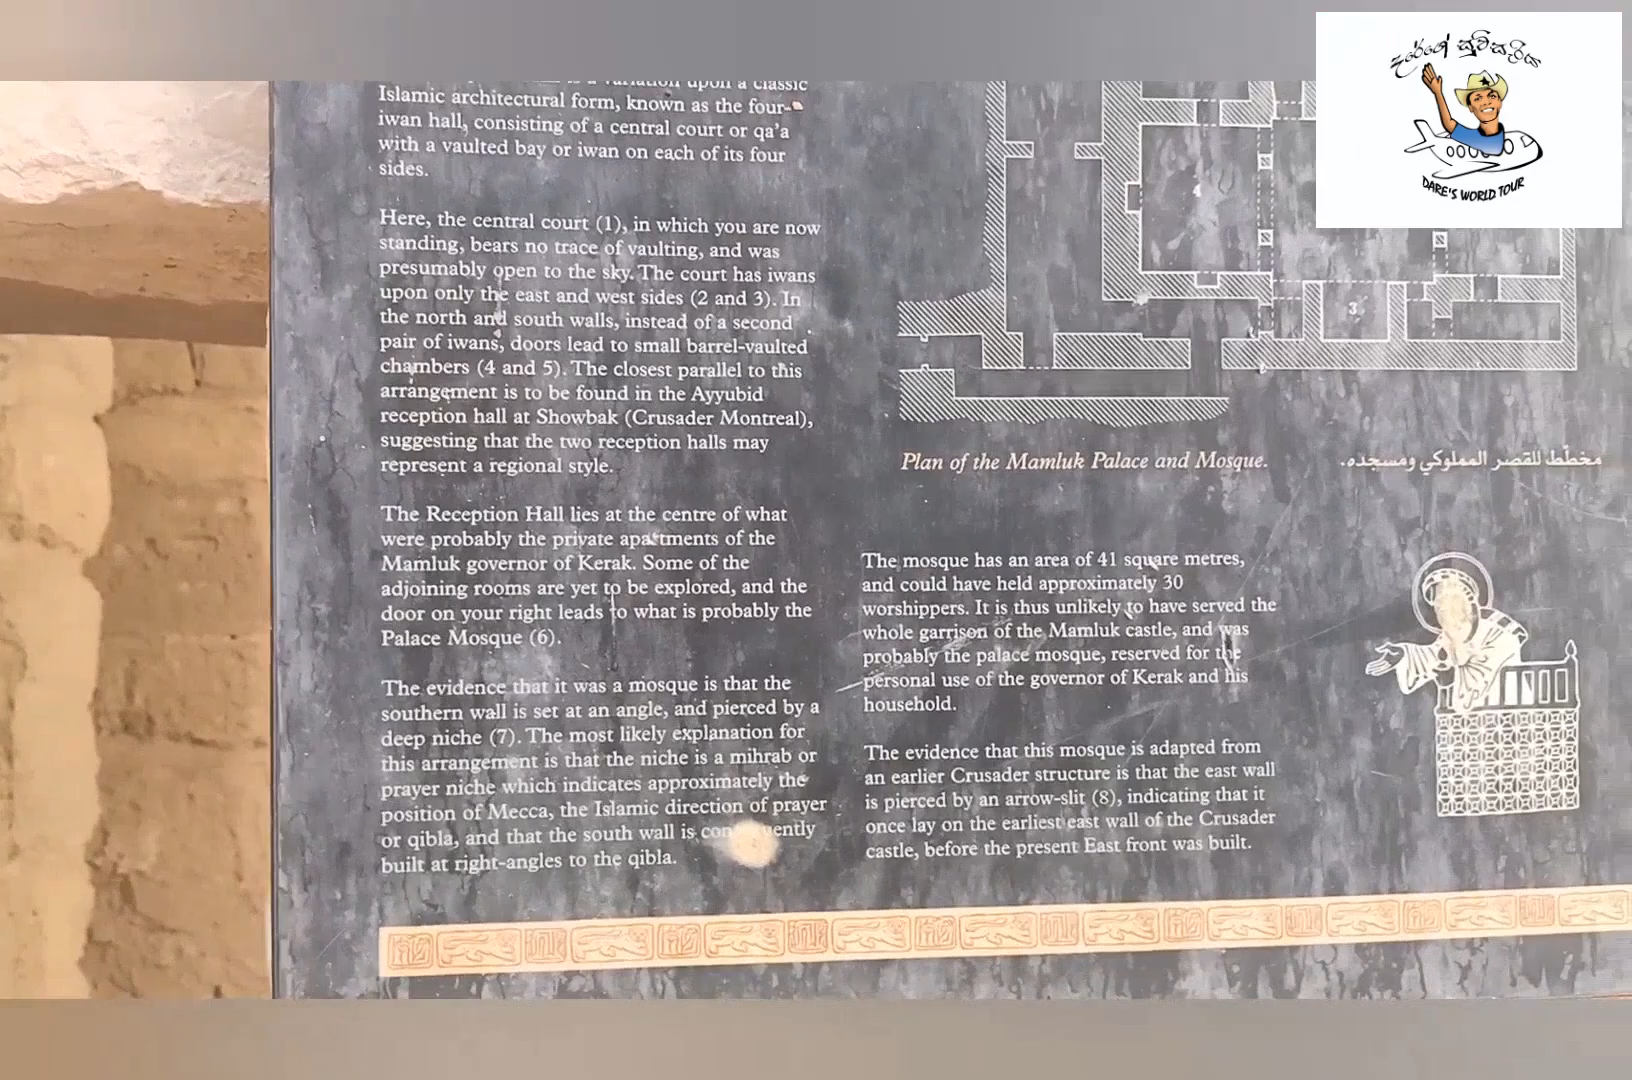 variation upon a classic
Islamic architectural form, known as the four-
iwan hall, consisting of a central court or qa'a
with a vaulted bay or iwan on each of its four
sides.
Here, the central court (1), in which you are now
standing, bears no trace of vaulting, and was
presumably open to the sky. The court has iwans
upon only the east and west sides (2 and 3). In
the north and south walls, instead of a second
pair of iwans, doors lead to small barrel-vaulted
chambers (4 and 5). The closest parallel to this
arrangement is to be found in the Ayyubid
reception hall at Showbak (Crusader Montreal),
suggesting that the two reception halls may
represent a regional style.
The Reception Hall lies at the centre of what
were probably the private apartments of the
Mamluk governor of Kerak. Some of the
adjoining rooms are yet to be explored, and the
door on your right leads to what is probably the
Palace Mosque (6).
The evidence that it was a mosque is that the
southern wall is set at an angle, and pierced by a
deep niche (7). The most likely explanation for
this arrangement is that the niche is a mihrab or
prayer niche which indicates approximately the
position of Mecca, the Islamic direction of prayer
or qibla, and that the south wall is
built at right-angles to the qibla.
4
3
Plan of the Mamluk Palace and Mosque.
مخطط للقصر المملوكي ومسجده.
The mosque has an area of 41 square metres,
and could have held approximately 30
worshippers. It is thus unlikely to have served the
whole garrison of the Mamluk castle, and was
probably the palace mosque, reserved for the
personal use of the governor of Kerak and his
household.
The evidence that this mosque is adapted from
an earlier Crusader structure is that the east wall
is pierced by an arrow-slit (8), indicating that it
once lay on the earliest east wall of the Crusader
castle, before the present East front was built.
DARE'S WORLD TOUR